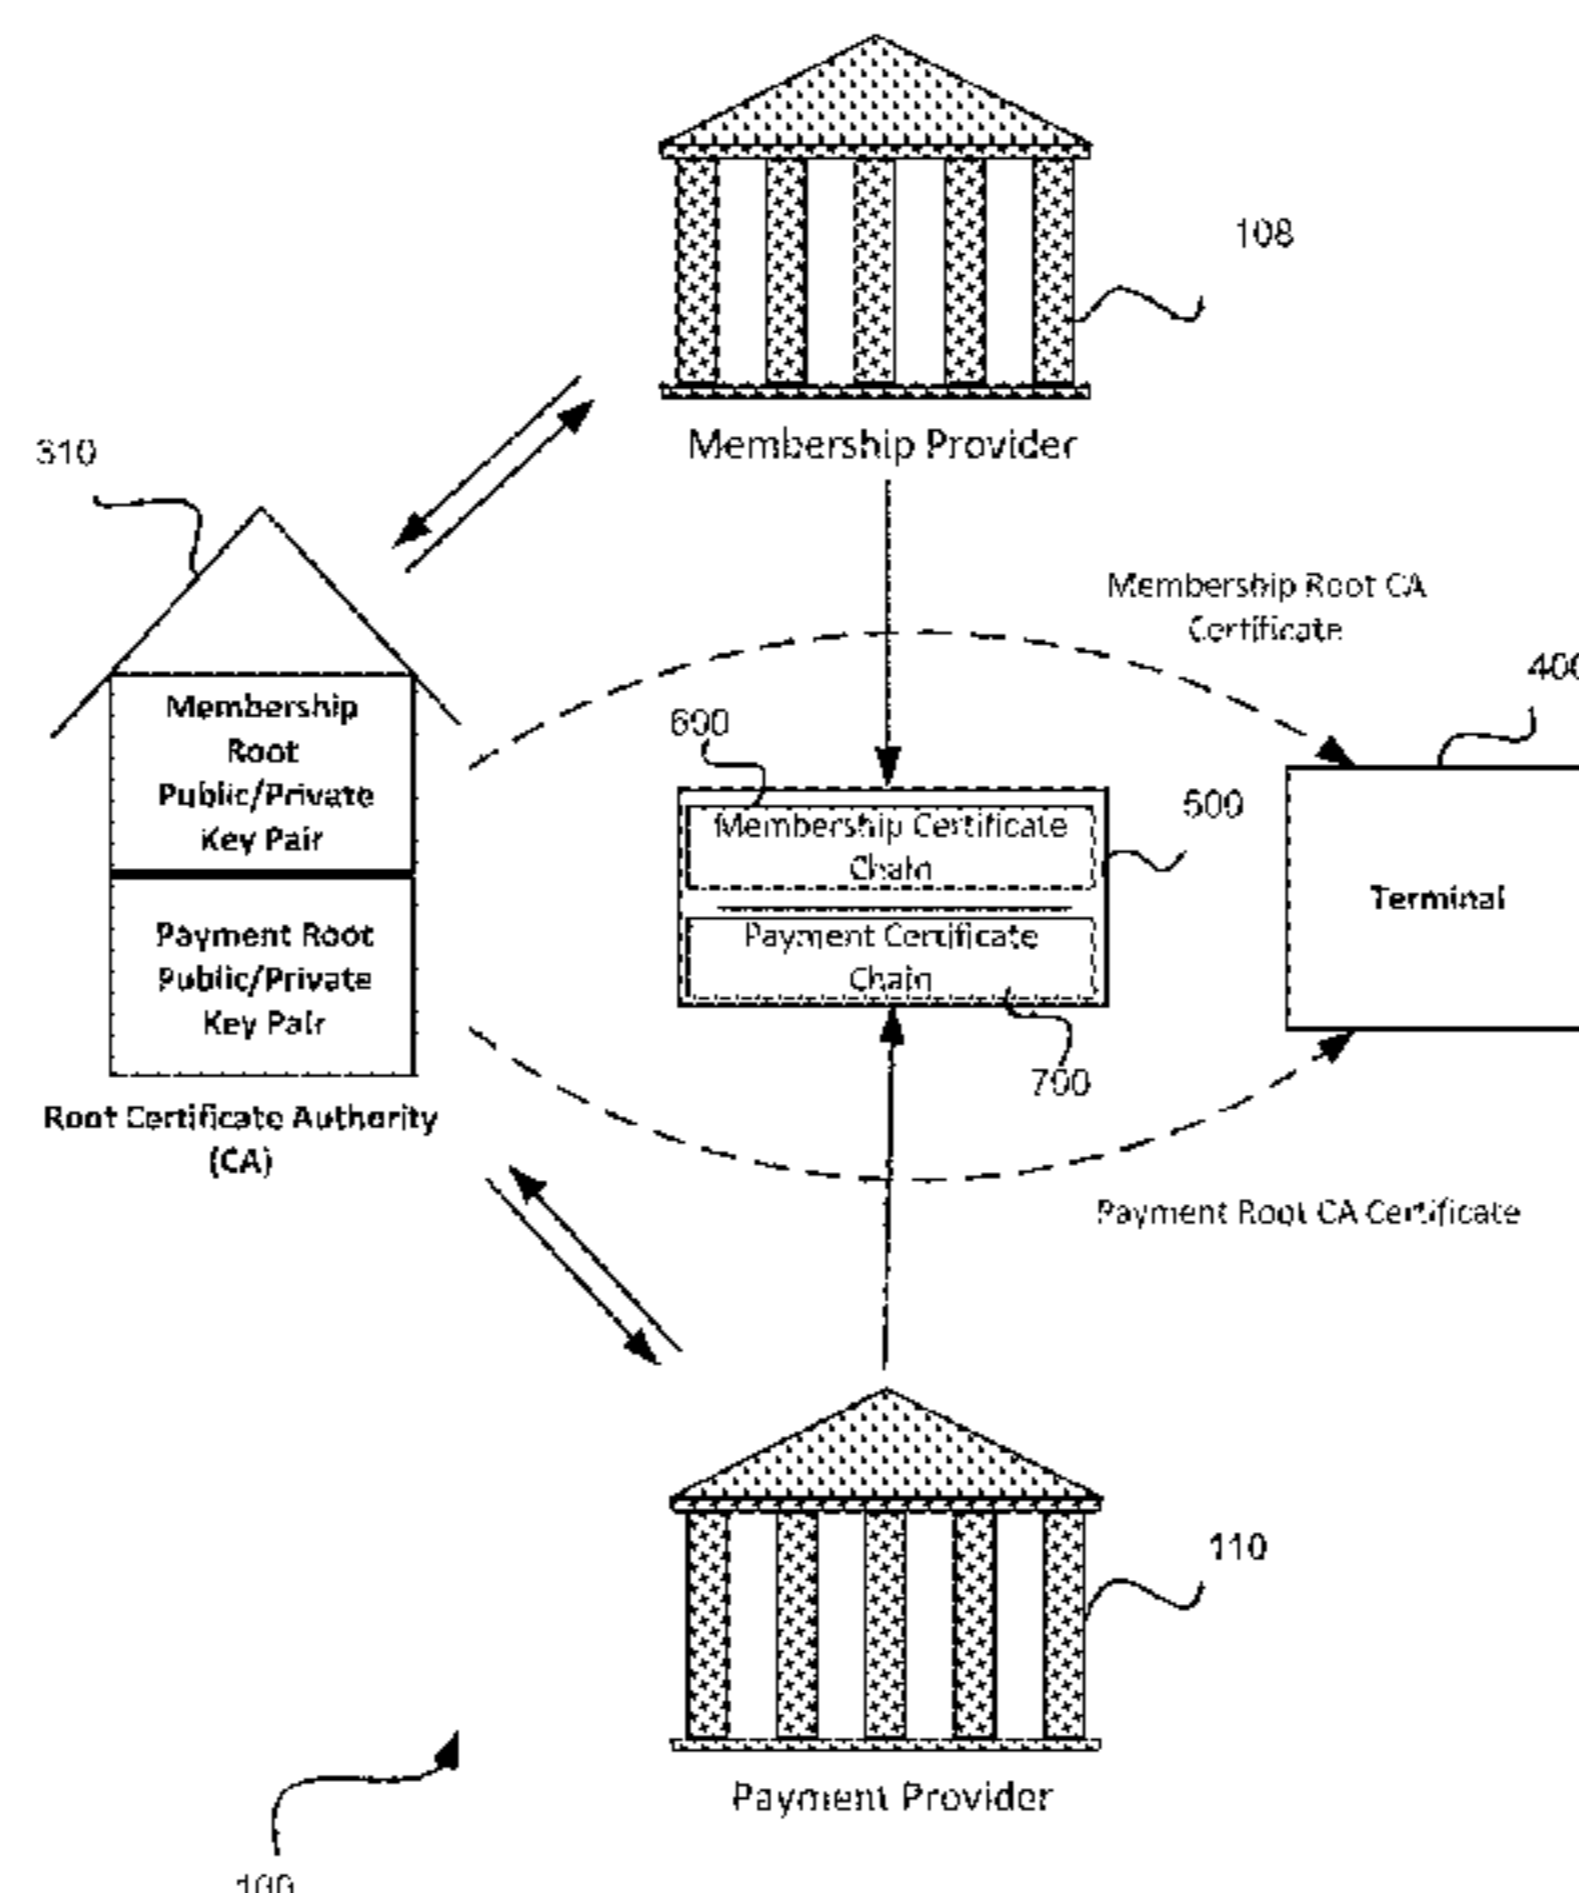 108
Membership Provider
310
Membership Root CA
Certificate
400
Membership
Root
Public/Private
Key Pair
600
500
Membership Certificate
Chain
Terminal
Payment Root
Public/Private
Key Pair
Payment Certificate
Chain
700
Root Certificate Authority
(CA)
Payment Root CA Certificate
110
Payment Provider
100